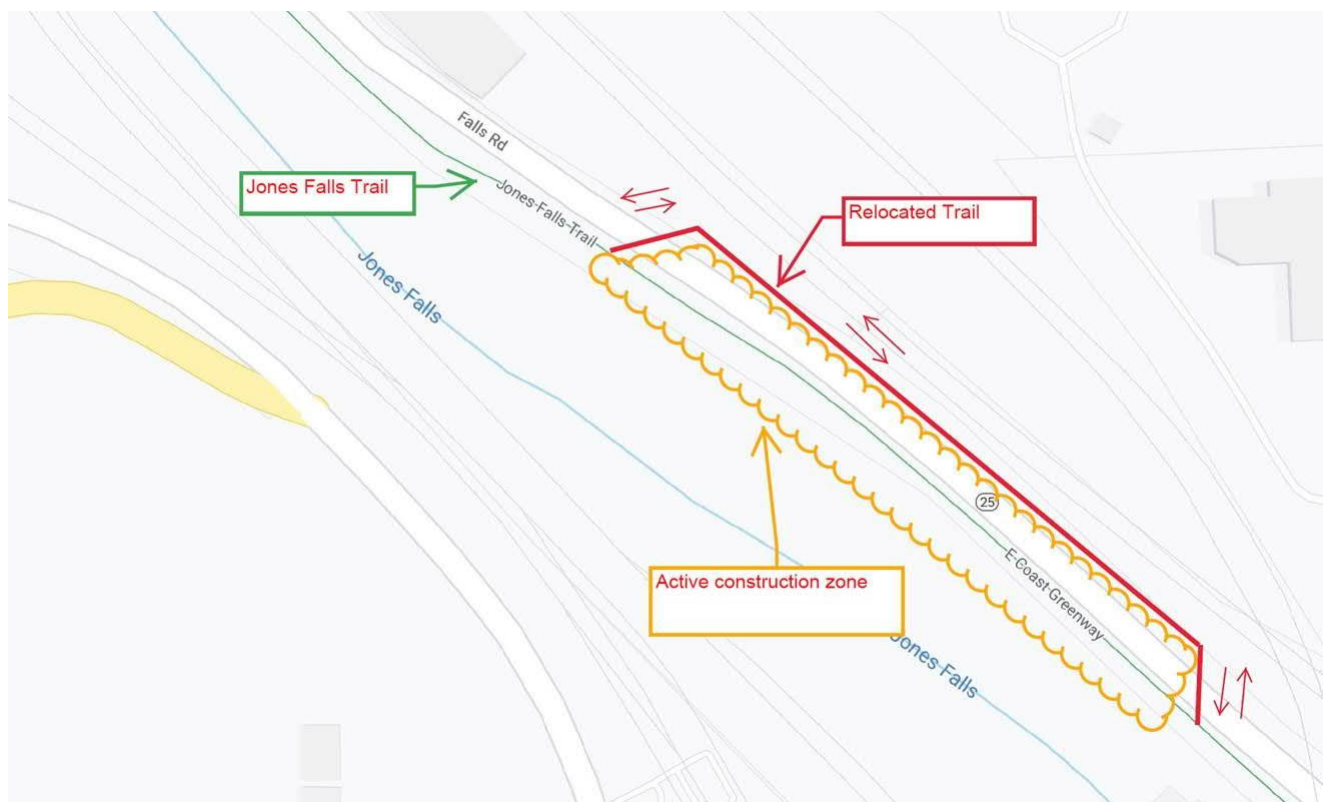 Falls Rd
Jones Falls Trail
Jones-Falls-Trail
Relocated Trail
Jones Falls
25
E-Coast-Greenway
Active construction zone
Jones Falls